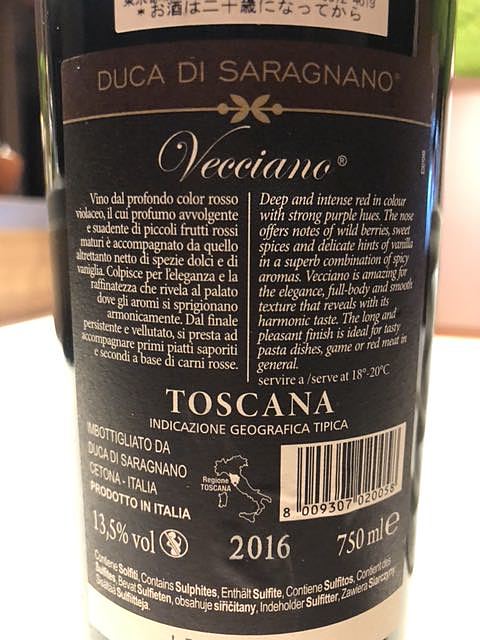 * お酒は二十歳になってから
DUCA DI SARAGNANO®
Vecciano®
Vino dal profondo color rosso
violaceo, il cui profumo avvolgente
e suadente di piccoli frutti rossi
maturi è accompagnato da quello
altrettanto netto di spezie dolci e di
vaniglia. Colpisce per l'eleganza e la
raffinatezza che rivela al palato
dove gli aromi si sprigionano
armonicamente. Dal finale
persistente e vellutato, si presta ad
accompagnare primi piatti saporiti
e secondi a base di carni rosse.
Deep and intense red in colour
with strong purple hues. The nose
offers notes of wild berries, sweet
spices and delicate hints of vanilla
in a superb combination of spicy
aromas. Vecciano is amazing for
the elegance, full-body and smooth
texture that reveals with its
harmonic taste. The long and
pleasant finish is ideal for tasty
pasta dishes, game or red meat in
general.
servire a /serve at 18°-20°C
TOSCANA
INDICAZIONE GEOGRAFICA TIPICA
IMBOTTIGLIATO DA
DUCA DI SARAGNANO
CETONA - ITALIA
PRODOTTO IN ITALIA
Regione
TOSCANA
8 009307 020058
13,5% vol
2016
750 ml e
Contiene Solfiti, Contains Sulphites, Enthält Sulfite, Contiene Sulfitos, Contient des
Sulfites, Bevat Sulfieten, obsahuje siřičitany, Indeholder Sulfitter, Zawiera Siarczyny,